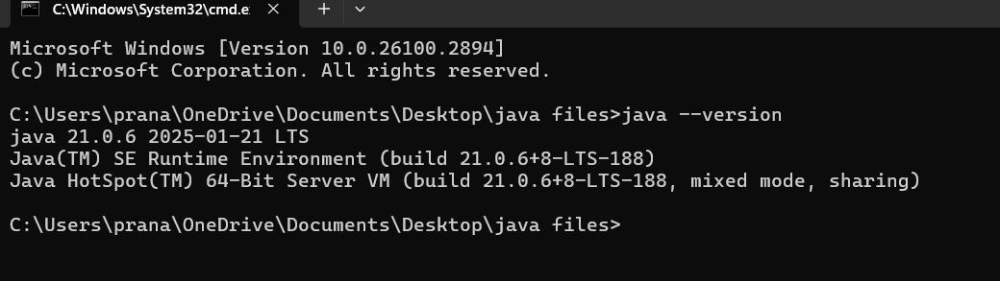 C:\Windows\System32\cmd.e
Microsoft Windows [Version 10.0.26100.2894]
(c) Microsoft Corporation. All rights reserved.
C:\Users\prana\OneDrive\Documents\Desktop\java files>java --version
java 21.0.6 2025-01-21 LTS
Java(TM) SE Runtime Environment (build 21.0.6+8-LTS-188)
Java HotSpot(TM) 64-Bit Server VM (build 21.0.6+8-LTS-188, mixed mode, sharing)
C:\Users\prana\OneDrive\Documents\Desktop\java files>